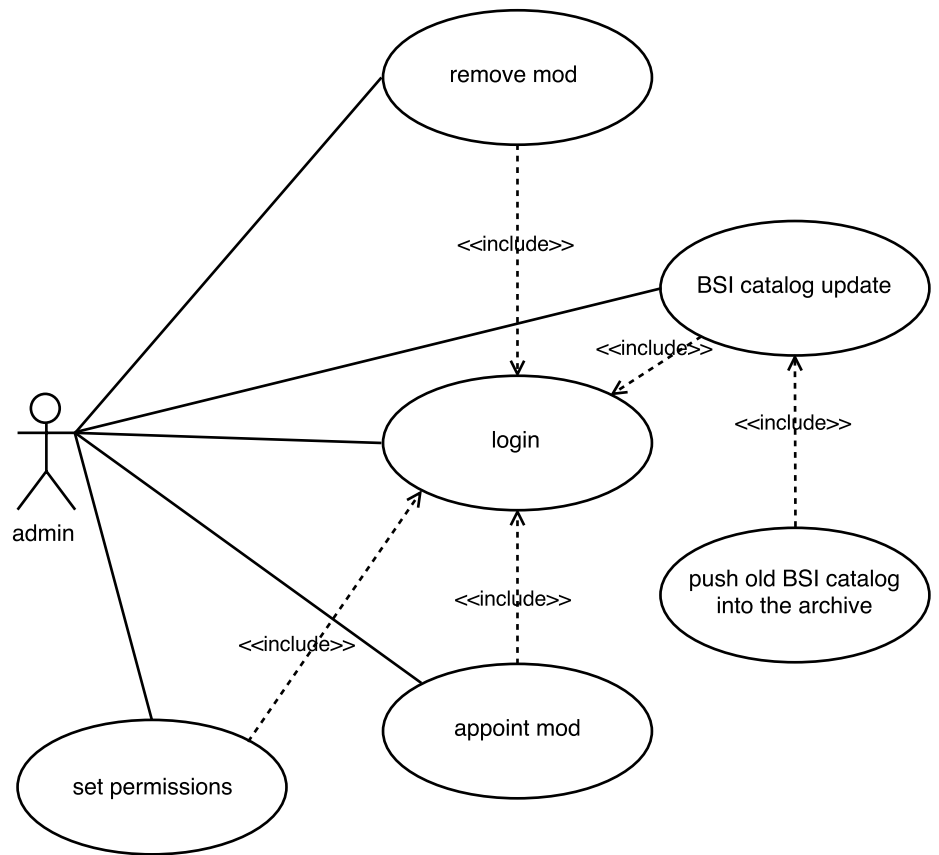 remove mod
<<include>>
BSI catalog update
<<include>>
<<include>>
login
admin
push old BSI catalog
into the archive
<<include>>
<<include>>
appoint mod
set permissions